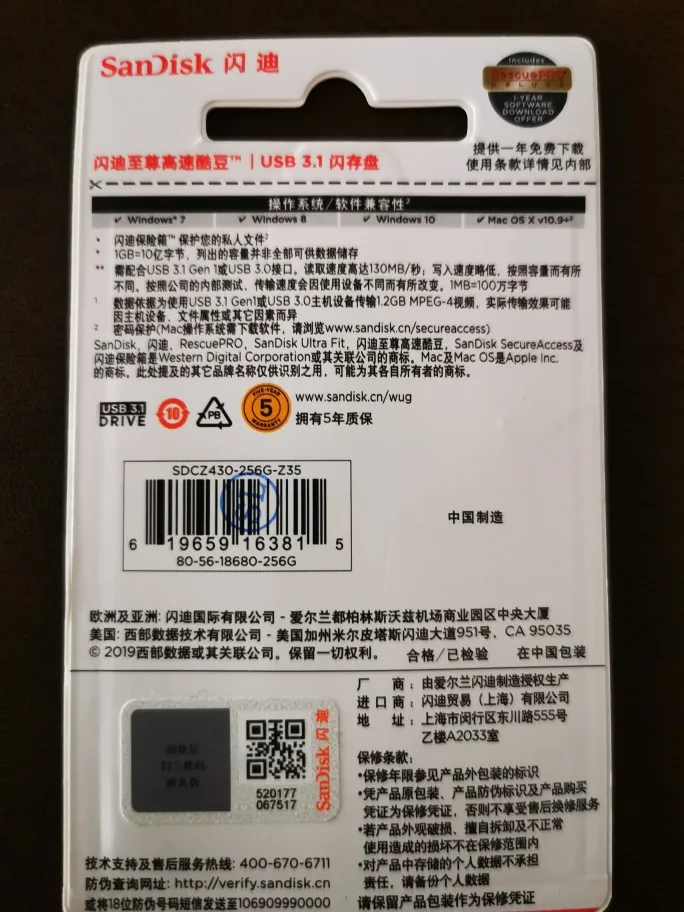 SanDisk 闪迪
Includes
RescuePRO
DELUXE
1-YEAR
SOFTWARE
DOWNLOAD
OFFER
提供一年免费下载
使用条款详情见内部
闪迪至尊高速酷豆™ | USB 3.1 闪存盘
操作系统/软件兼容性²
✓ Windows® 7 ✓ Windows 8 ✓ Windows 10 ✓ Mac OS X v10.9+²
* 闪迪保险箱™ 保护您的私人文件²
* 1GB=10亿字节，列出的容量并非全部可供数据储存
** 需配合USB 3.1 Gen 1或USB 3.0接口。读取速度高达130MB/秒；写入速度略低，按照容量而有所
不同。按照公司的内部测试，传输速度会因使用设备不同而有所改变。1MB=100万字节
¹ 数据依据为使用USB 3.1 Gen1或USB 3.0主机设备传输1.2GB MPEG-4视频，实际传输效果可能
因主机设备、文件属性或其它因素而异
² 密码保护(Mac操作系统需下载软件，请浏览www.sandisk.cn/secureaccess)
SanDisk、闪迪，RescuePRO，SanDisk Ultra Fit，闪迪至尊高速酷豆，SanDisk SecureAccess及
闪迪保险箱是Western Digital Corporation或其关联公司的商标。Mac及Mac OS是Apple Inc.
的商标。此处提及的其它品牌名称仅供识别之用，可能为其各自所有者的商标。
USB 3.1
DRIVE
10
PB
FIVE-YEAR
5
WARRANTY
www.sandisk.cn/wug
拥有5年质保
SDCZ430-256G-Z35
6 19659 16381 5
80-56-18680-256G
中国制造
欧洲及亚洲: 闪迪国际有限公司 - 爱尔兰都柏林斯沃兹机场商业园区中央大厦
美国: 西部数据技术有限公司 - 美国加州米尔皮塔斯闪迪大道951号，CA 95035
© 2019西部数据或其关联公司。保留一切权利。 合格/已检验 在中国包装
厂 商：由爱尔兰闪迪制造授权生产
进口商：闪迪贸易（上海）有限公司
地 址：上海市闵行区东川路555号
乙楼A2033室
刮涂层
扫二维码
辨真伪
520177
067517
SanDisk 闪迪
保修条款：
•保修年限参见产品外包装的标识
•凭产品原包装、产品防伪标识及产品购买
凭证为保修凭证，否则不享受售后换修服务
•若产品外观破损、擅自拆卸及不正常
使用造成的损坏不在保修范围内
•对产品中存储的个人数据不承担
责任，请备份个人数据
请保留产品包装作为保修凭证
技术支持及售后服务热线: 400-670-6711
防伪查询网址: http://verify.sandisk.cn
或将18位防伪号码短信发送至106909990000